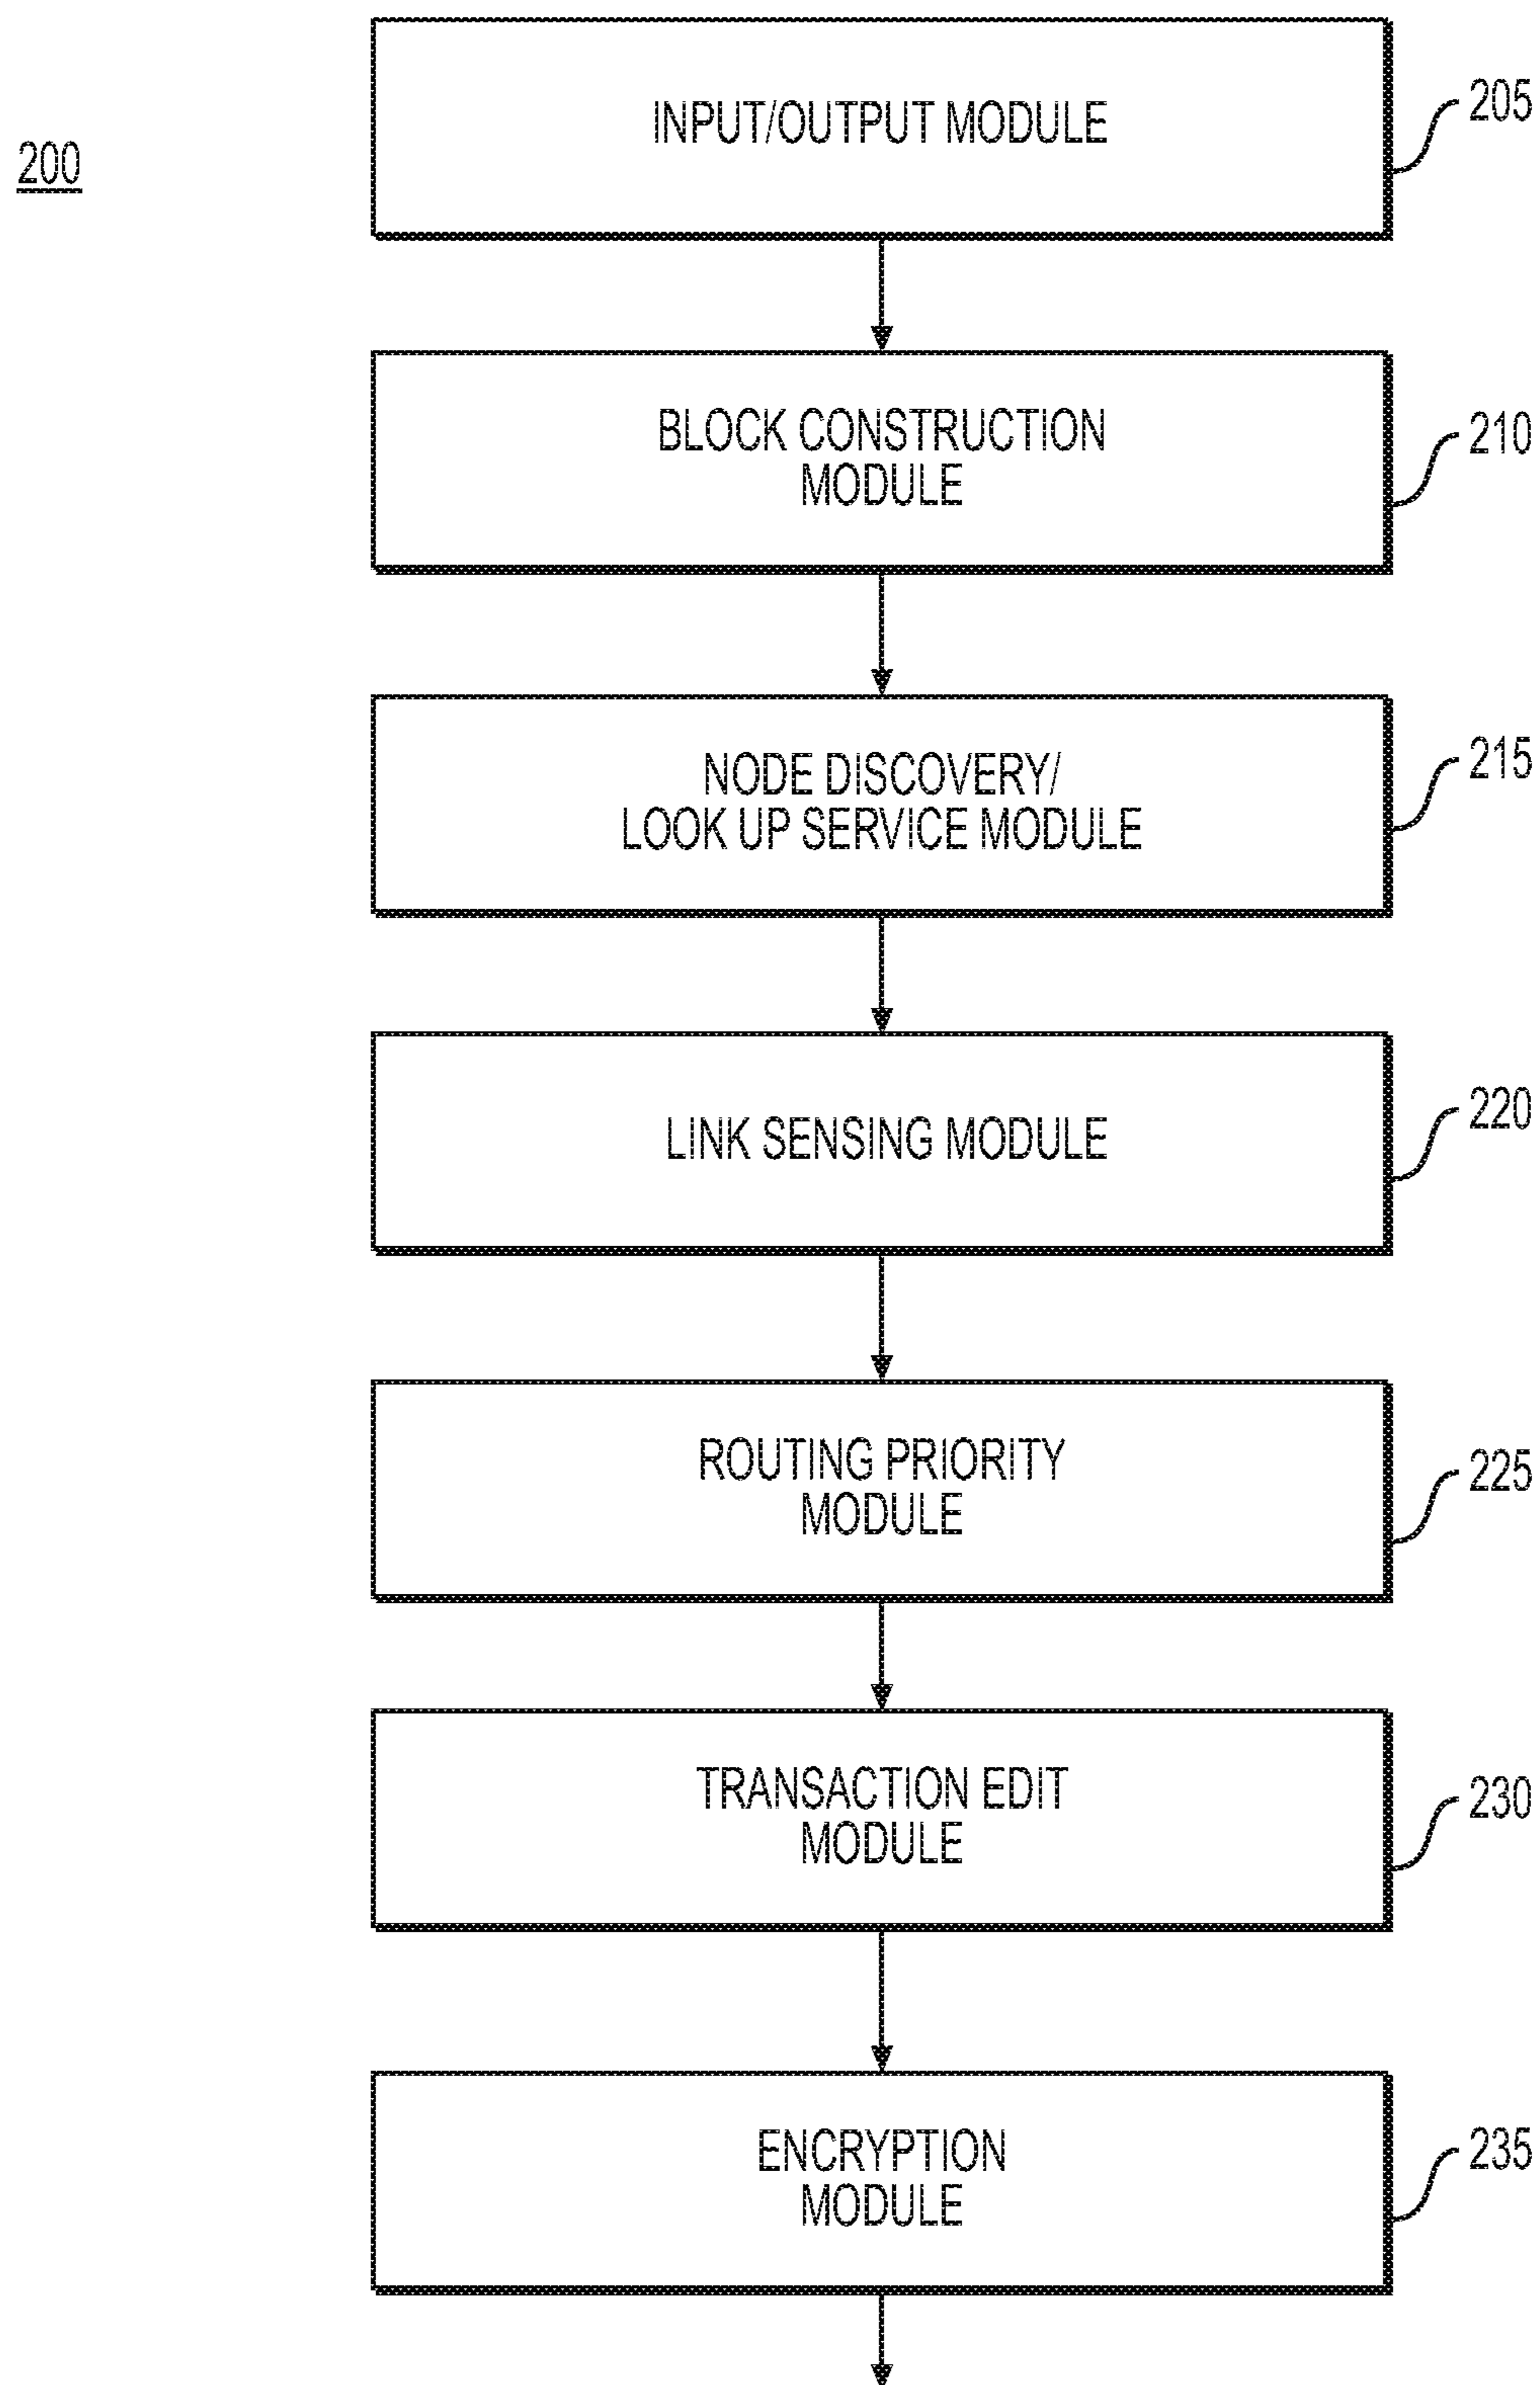 200
INPUT/OUTPUT MODULE
205
BLOCK CONSTRUCTION
MODULE
210
NODE DISCOVERY/
LOOK UP SERVICE MODULE
215
LINK SENSING MODULE
220
ROUTING PRIORITY
MODULE
225
TRANSACTION EDIT
MODULE
230
ENCRYPTION
MODULE
235